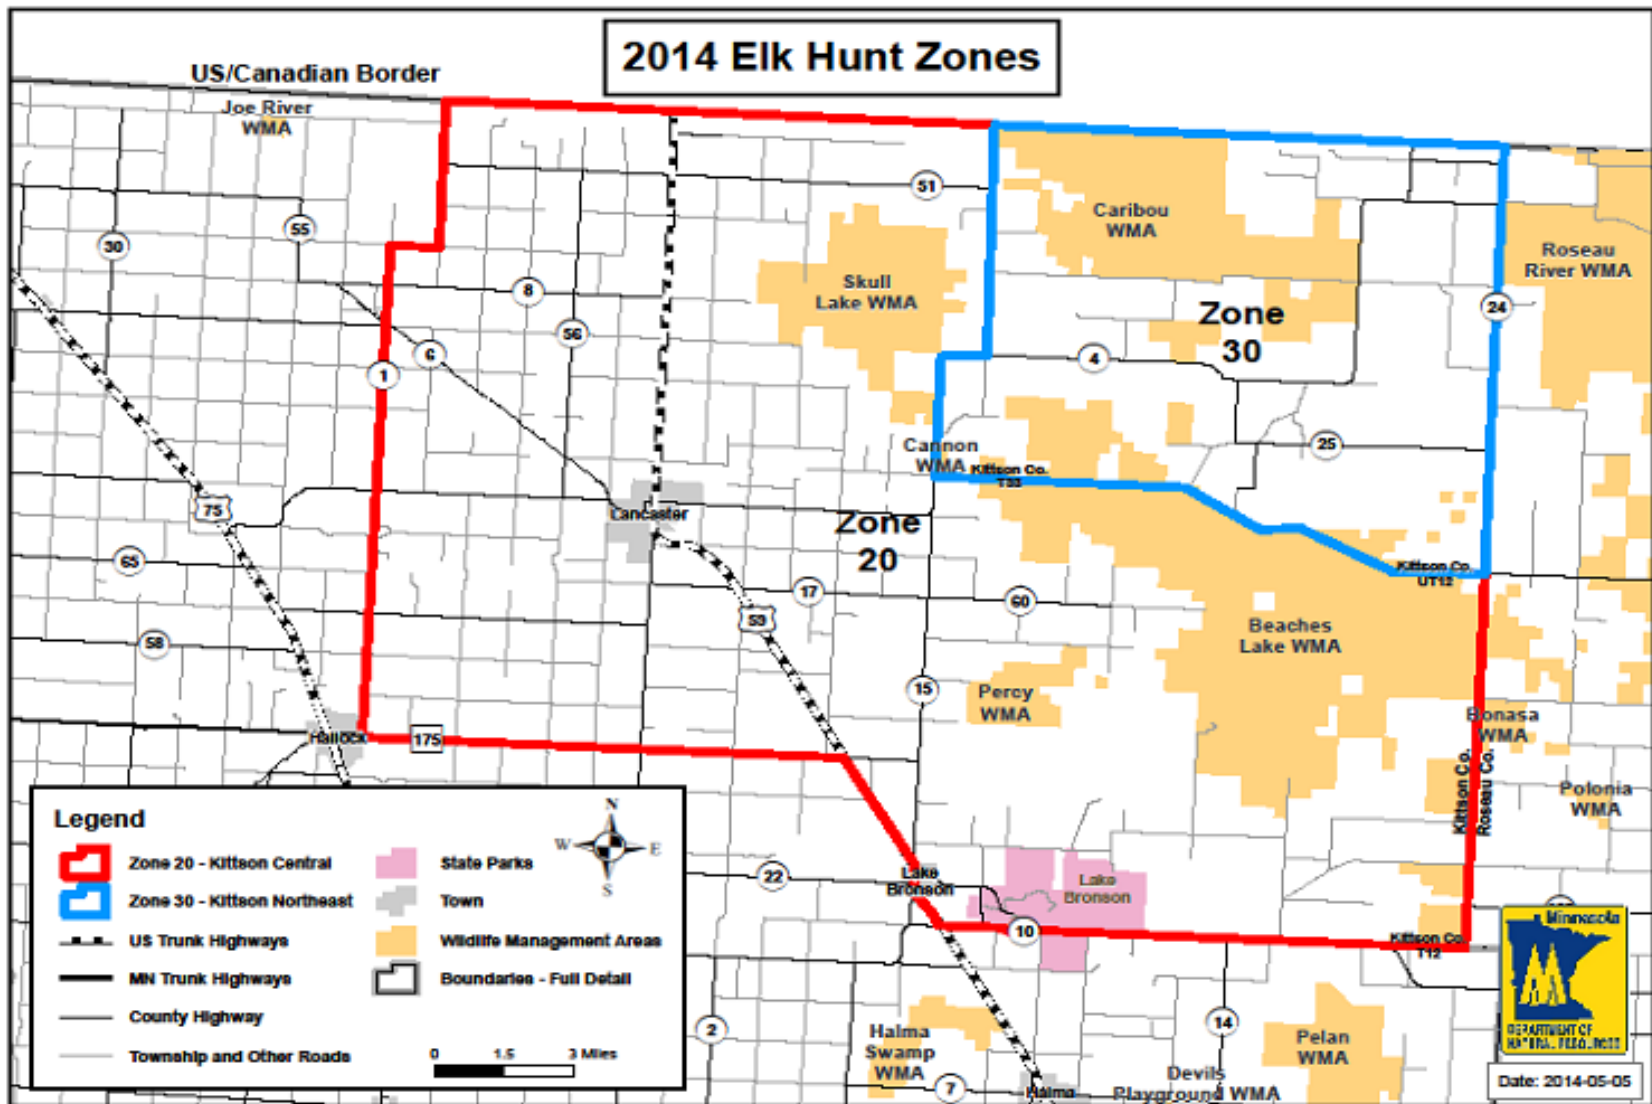 2014 Elk Hunt Zones
US/Canadian Border
Joe River
WMA
51
Caribou
WMA
55
30
Roseau
River WMA
Skull
Lake WMA
8
24
Zone
30
56
6
4
1
25
Cannon
WMA
Kittson Co.
T33
75
Lancaster
Zone
20
65
Kittson Co.
UT12
17
60
59
Beaches
Lake WMA
58
15
Percy
WMA
Bonasa
WMA
Hallock
175
Kittson Co.
Roseau Co.
Polonia
WMA
Legend
N
W E
S
Zone 20 - Kittson Central
Zone 30 - Kittson Northeast
US Trunk Highways
MN Trunk Highways
County Highway
Township and Other Roads
State Parks
Town
Wildlife Management Areas
Boundaries - Full Detail
0 1.5 3 Miles
22
Lake
Bronson
Lake
Bronson
10
Kittson Co.
T12
Minnesota
DEPARTMENT OF
NATURAL RESOURCES
2
Halma
Swamp
WMA
14
Pelan
WMA
7
Halma
Devils
Playground WMA
Date: 2014-05-05